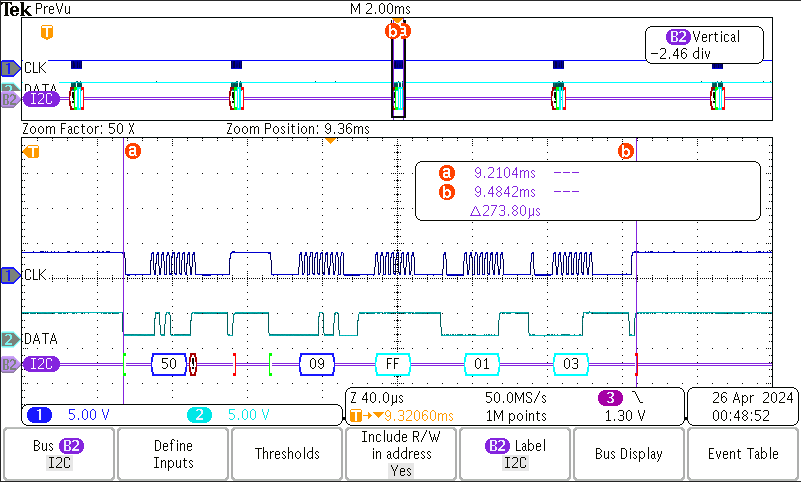 Tek PreVu M 2.00ms
B2 Vertical
−2.46 div
1 CLK
2 DATA
B2 I2C
Zoom Factor: 50 X Zoom Position: 9.36ms
T a b
a 9.2104ms ---
b 9.4842ms ---
Δ273.80µs
1 CLK
2 DATA
B2 I2C 50 ! 09 FF 01 03
1 5.00 V 2 5.00 V
Z 40.0µs 50.0MS/s
T→▼9.32060ms 1M points
3 1.30 V
26 Apr 2024
00:48:52
Bus B2
I2C
Define
Inputs
Thresholds
Include R/W
in address
Yes
B2 Label
I2C
Bus Display
Event Table